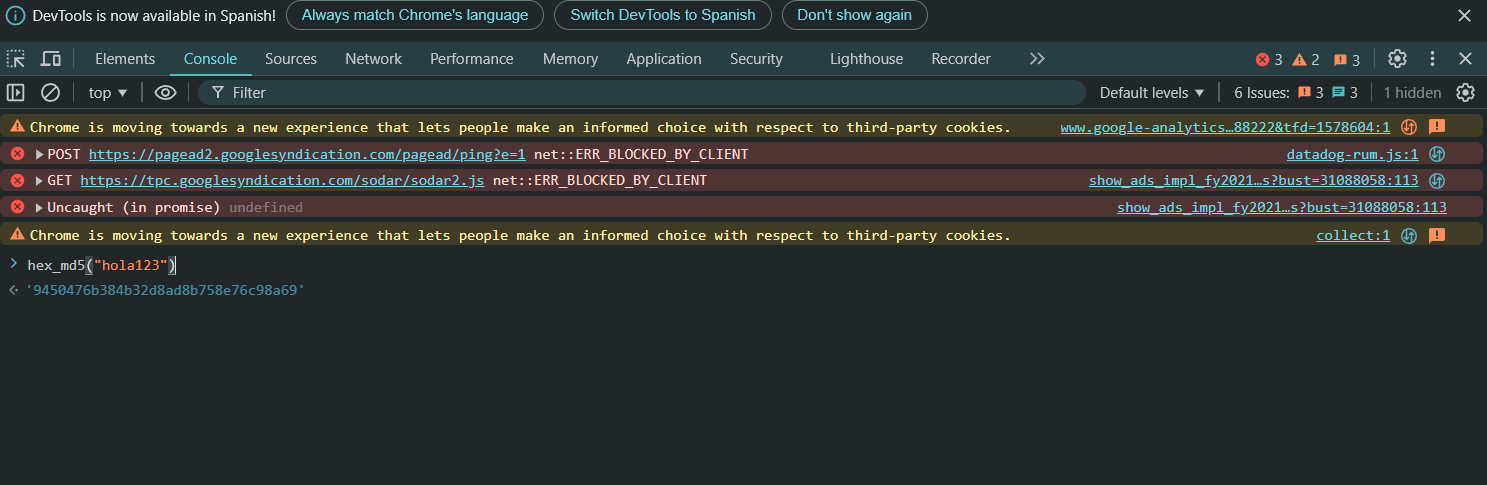 DevTools is now available in Spanish! Always match Chrome's language Switch DevTools to Spanish Don't show again
Elements Console Sources Network Performance Memory Application Security Lighthouse Recorder 3 2 3
top Filter Default levels 6 Issues: 3 3 1 hidden
Chrome is moving towards a new experience that lets people make an informed choice with respect to third-party cookies. www.google-analytics…88222&tfd=1578604:1
POST https://pagead2.googlesyndication.com/pagead/ping?e=1 net::ERR_BLOCKED_BY_CLIENT datadog-rum.js:1
GET https://tpc.googlesyndication.com/sodar/sodar2.js net::ERR_BLOCKED_BY_CLIENT show_ads_impl_fy2021…s?bust=31088058:113
Uncaught (in promise) undefined show_ads_impl_fy2021…s?bust=31088058:113
Chrome is moving towards a new experience that lets people make an informed choice with respect to third-party cookies. collect:1
> hex_md5("hola123")
'9450476b384b32d8ad8b758e76c98a69'